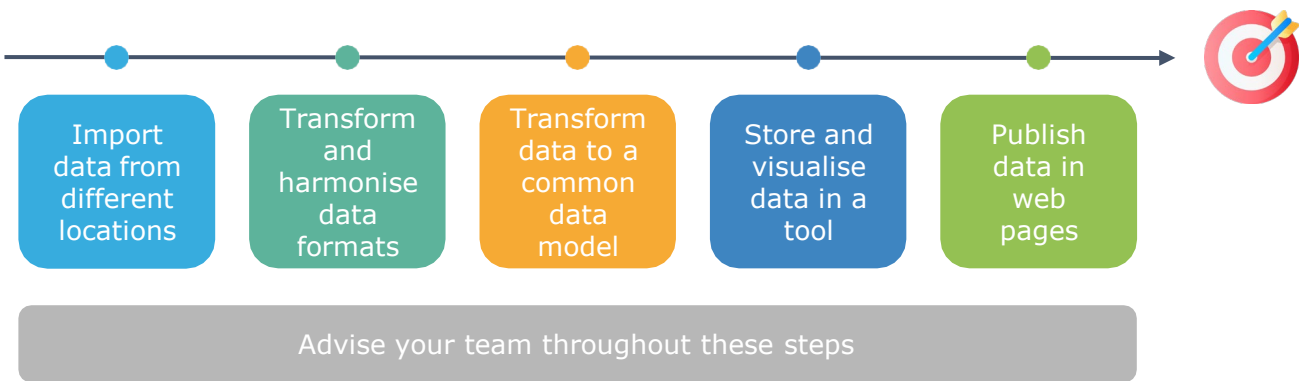 Import
data from
different
locations
Transform
and
harmonise
data
formats
Transform
data to a
common
data
model
Store and
visualise
data in a
tool
Publish
data in
web
pages
Advise your team throughout these steps